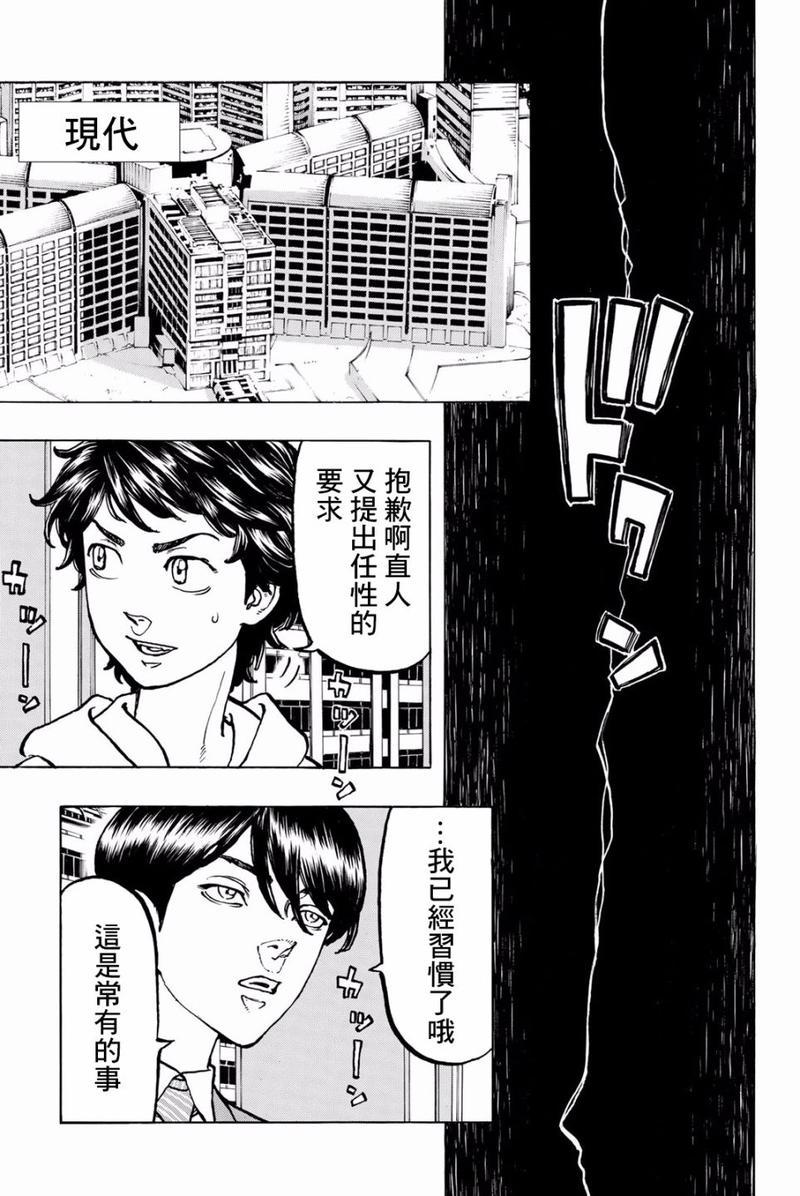 ドクン
現代
抱歉啊直人
又提出任性的
要求
カツーン
カツーン
…我已經習慣了哦
這是常有的事
カツーン